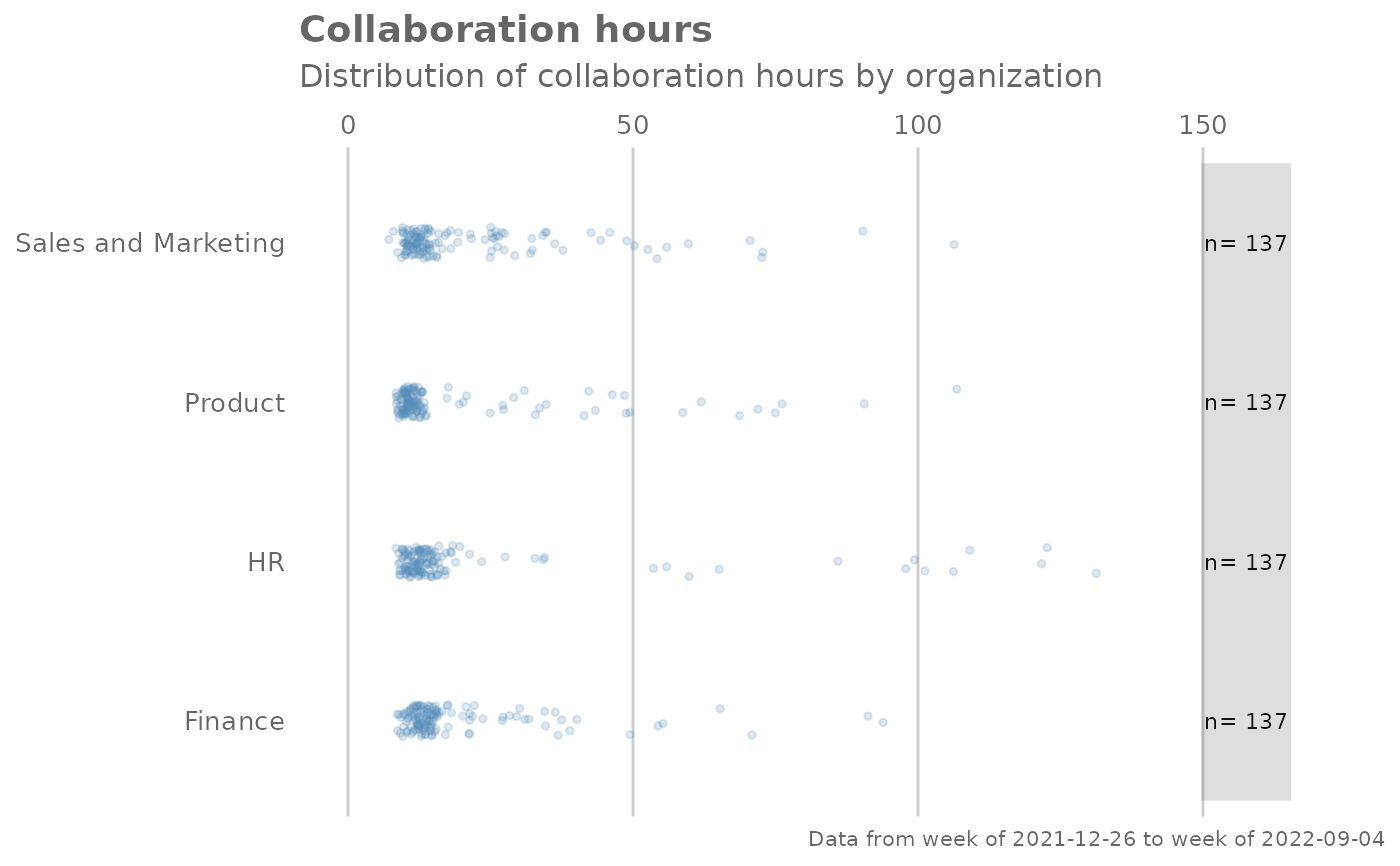 Collaboration hours
Distribution of collaboration hours by organization
0 50 100 150
Sales and Marketing n= 137
Product n= 137
HR n= 137
Finance n= 137
Data from week of 2021-12-26 to week of 2022-09-04